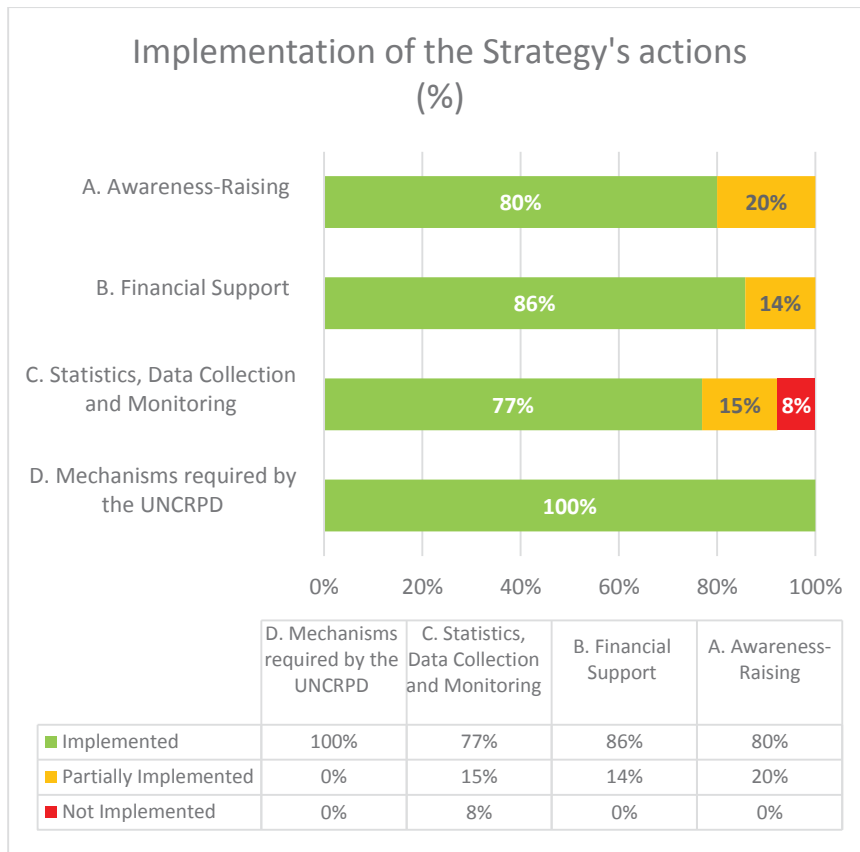 Implementation of the Strategy's actions
(%)
A. Awareness-Raising
80%
20%
B. Financial Support
86%
14%
C. Statistics, Data Collection
and Monitoring
77%
15%
8%
D. Mechanisms required by
the UNCRPD
100%
0%
20%
40%
60%
80%
100%
D. Mechanisms
required by the
UNCRPD
C. Statistics,
Data Collection
and Monitoring
B. Financial
Support
A. Awareness-
Raising
Implemented 100% 77% 86% 80%
Partially Implemented 0% 15% 14% 20%
Not Implemented 0% 8% 0% 0%